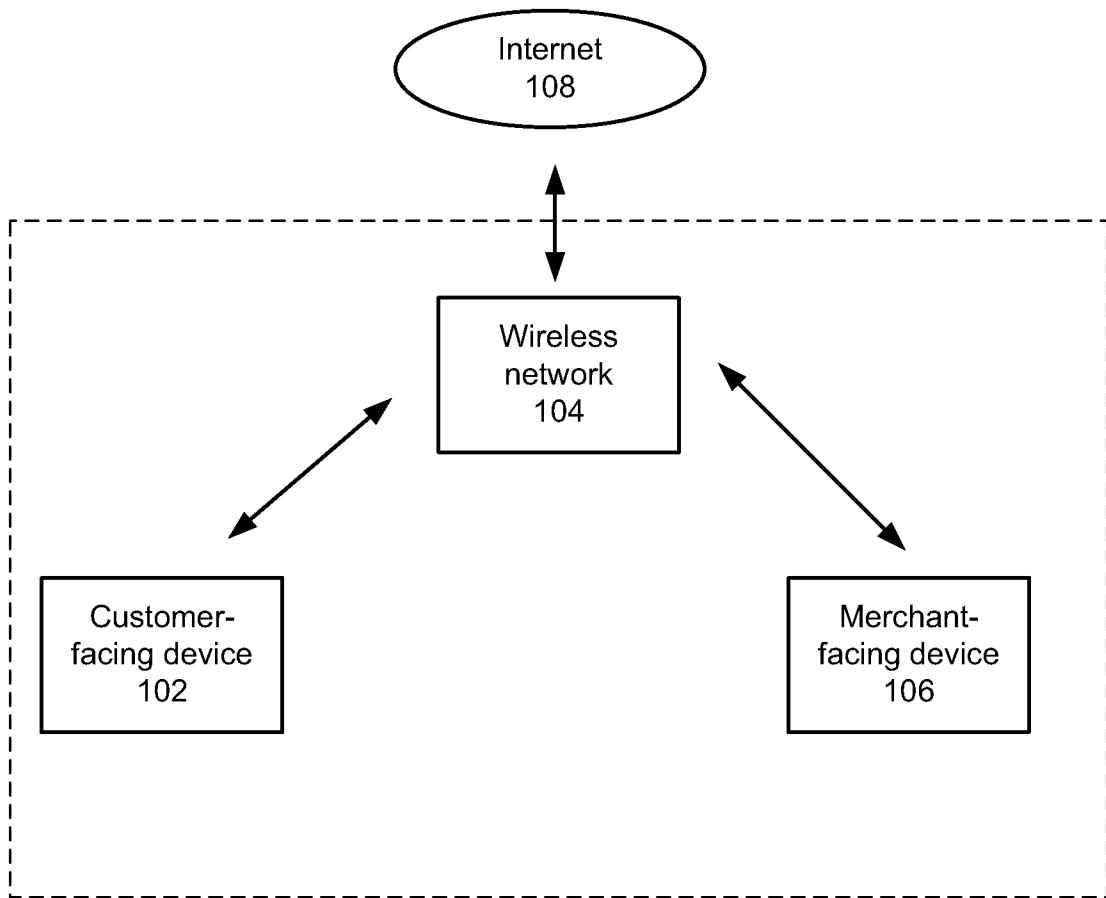 Internet
108
Wireless
network
104
Customer-
facing device
102
Merchant-
facing device
106